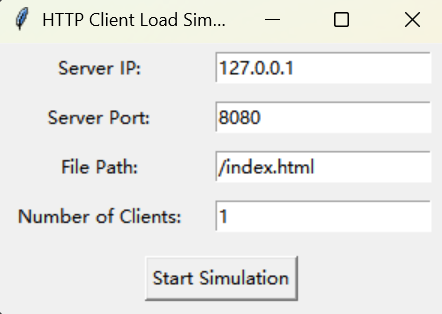 HTTP Client Load Sim...
Server IP: 127.0.0.1
Server Port: 8080
File Path: /index.html
Number of Clients: 1
Start Simulation